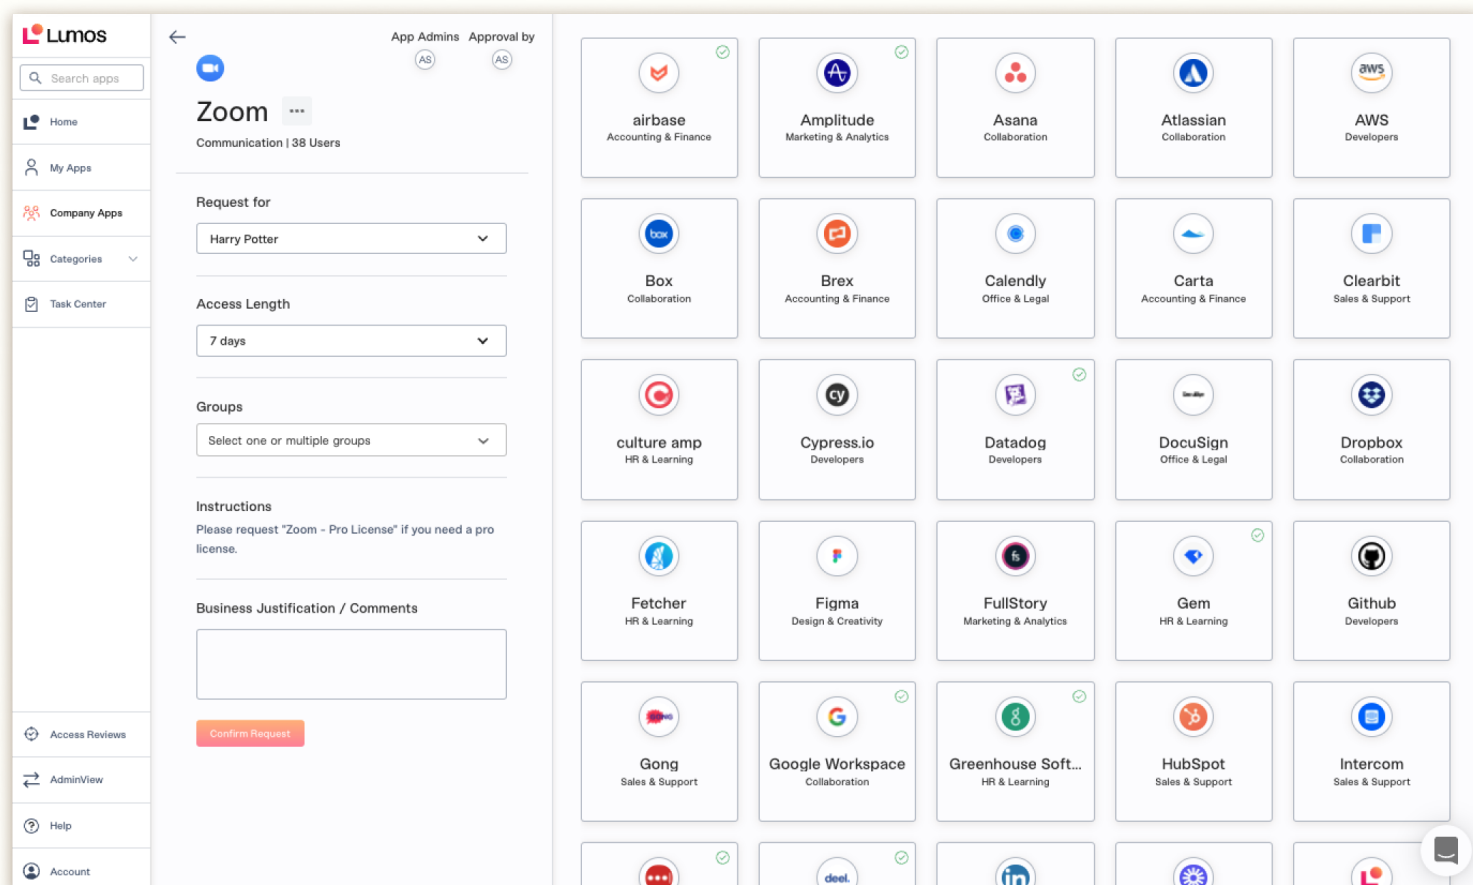 Lumos
Search apps
Home
My Apps
Company Apps
Categories
Task Center
Access Reviews
AdminView
Help
Account
App Admins Approval by
AS AS
Zoom
Communication | 38 Users
Request for
Harry Potter
Access Length
7 days
Groups
Select one or multiple groups
Instructions
Please request "Zoom - Pro License" if you need a pro
license.
Business Justification / Comments
Confirm Request
airbase
Accounting & Finance
Amplitude
Marketing & Analytics
Asana
Collaboration
Atlassian
Collaboration
aws
AWS
Developers
box
Box
Collaboration
Brex
Accounting & Finance
Calendly
Office & Legal
Carta
Accounting & Finance
Clearbit
Sales & Support
culture amp
HR & Learning
cy
Cypress.io
Developers
Datadog
Developers
DocuSign
DocuSign
Office & Legal
Dropbox
Collaboration
Fetcher
HR & Learning
Figma
Design & Creativity
fs
FullStory
Marketing & Analytics
Gem
HR & Learning
Github
Developers
GONG
Gong
Sales & Support
G
Google Workspace
Collaboration
g
Greenhouse Soft...
HR & Learning
HubSpot
Sales & Support
Intercom
Sales & Support
deel.
in